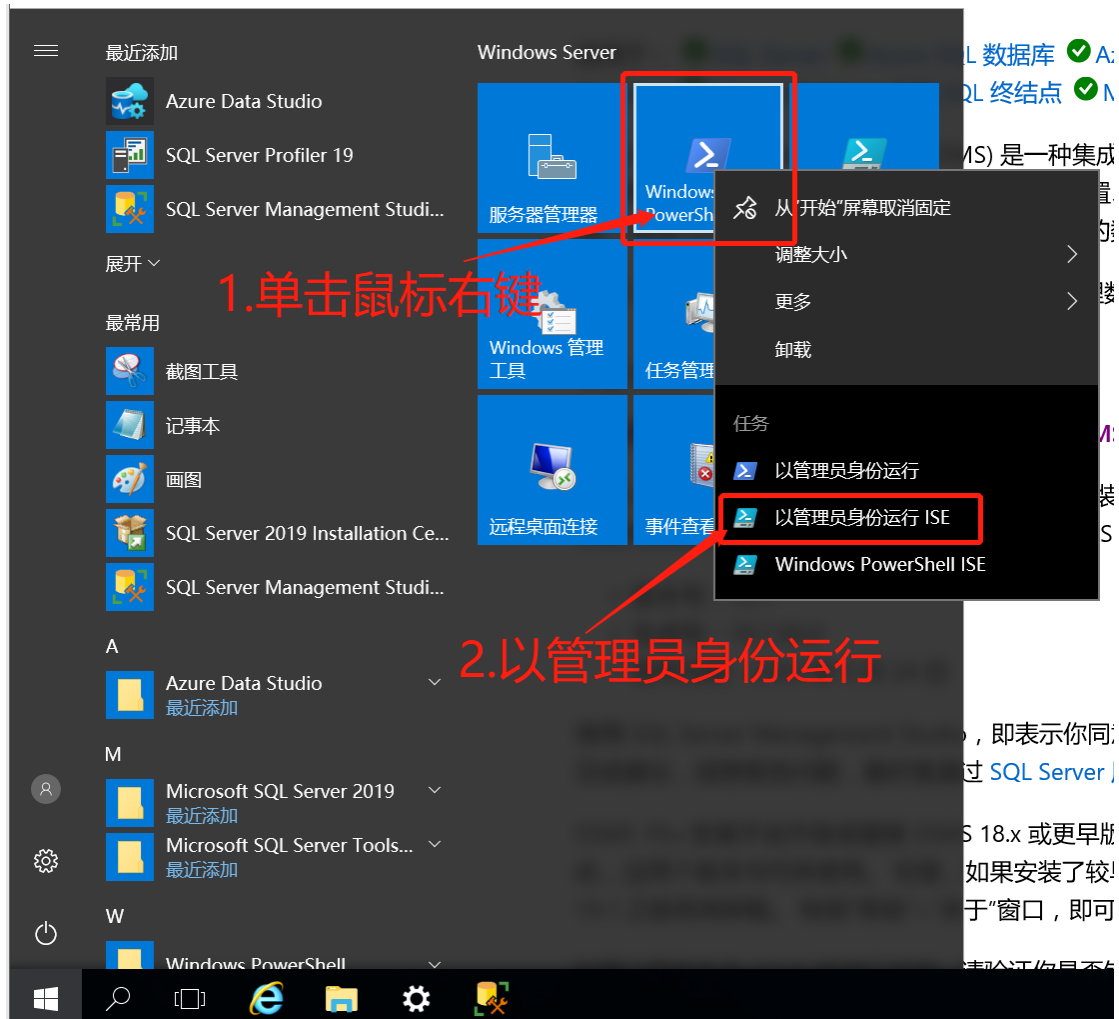 最近添加
Azure Data Studio
SQL Server Profiler 19
SQL Server Management Studi...
展开
最常用
截图工具
记事本
画图
SQL Server 2019 Installation Ce...
SQL Server Management Studi...
A
Azure Data Studio
最近添加
M
Microsoft SQL Server 2019
最近添加
Microsoft SQL Server Tools...
最近添加
W
Windows PowerShell
Windows Server
服务器管理器
Windows
PowerSh
Windows 管理
工具
任务管理
远程桌面连接
事件查看
1.单击鼠标右键
从"开始"屏幕取消固定
调整大小
更多
卸载
任务
以管理员身份运行
以管理员身份运行 ISE
Windows PowerShell ISE
2.以管理员身份运行
数据库
QL 终结点
MS) 是一种集成
，即表示你同意
过 SQL Server
S 18.x 或更早版
如果安装了较早
于"窗口，即可